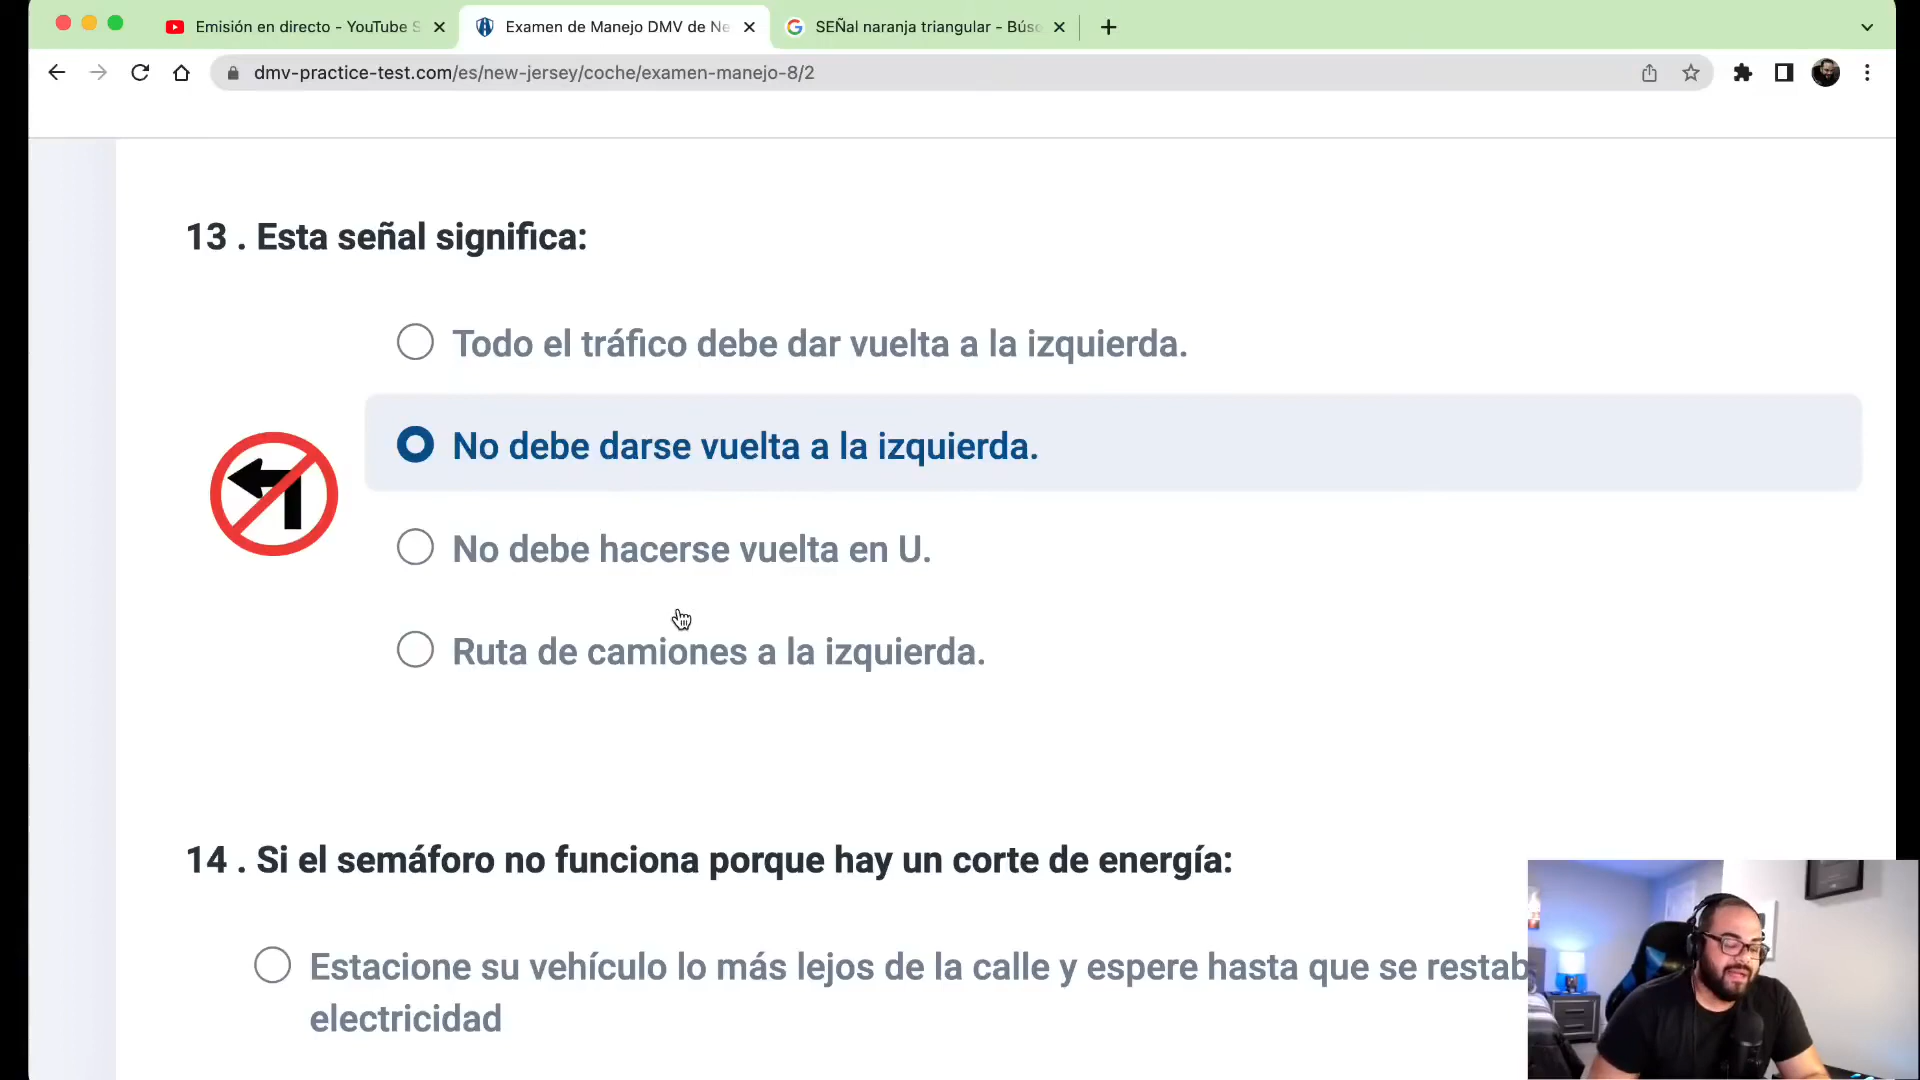 Emisión en directo - YouTube S
Examen de Manejo DMV de Ne
SEÑal naranja triangular - Búsc
dmv-practice-test.com/es/new-jersey/coche/examen-manejo-8/2
13 . Esta señal significa:
Todo el tráfico debe dar vuelta a la izquierda.
No debe darse vuelta a la izquierda.
No debe hacerse vuelta en U.
Ruta de camiones a la izquierda.
14 . Si el semáforo no funciona porque hay un corte de energía:
Estacione su vehículo lo más lejos de la calle y espere hasta que se restab
electricidad